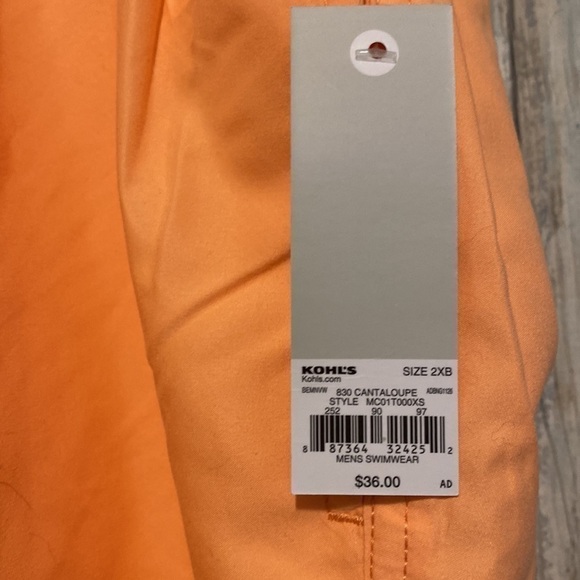 KOHL'S SIZE 2XB
Kohls.com
SEMNVW 830 CANTALOUPE
STYLE MC01T000XS
252 90 97
8 87364 32425 2
MENS SWIMWEAR
$36.00 AD